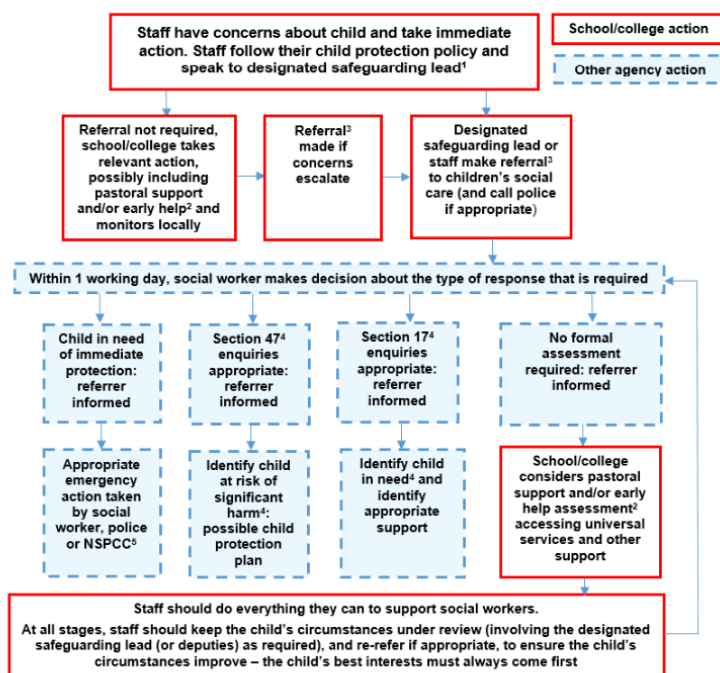 Staff have concerns about child and take immediate
action. Staff follow their child protection policy and
speak to designated safeguarding lead¹
School/college action
Other agency action
Referral not required,
school/college takes
relevant action,
possibly including
pastoral support
and/or early help² and
monitors locally
Referral³
made if
concerns
escalate
Designated
safeguarding lead or
staff make referral³
to children's social
care (and call police
if appropriate)
Within 1 working day, social worker makes decision about the type of response that is required
Child in need
of immediate
protection:
referrer
informed
Section 47⁴
enquiries
appropriate:
referrer
informed
Section 17⁴
enquiries
appropriate:
referrer
informed
No formal
assessment
required: referrer
informed
Appropriate
emergency
action taken
by social
worker, police
or NSPCC⁵
Identify child
at risk of
significant
harm⁴:
possible child
protection
plan
Identify child
in need⁴ and
identify
appropriate
support
School/college
considers pastoral
support and/or early
help assessment²
accessing universal
services and other
support
Staff should do everything they can to support social workers.
At all stages, staff should keep the child's circumstances under review (involving the designated
safeguarding lead (or deputies) as required), and re-refer if appropriate, to ensure the child's
circumstances improve – the child's best interests must always come first